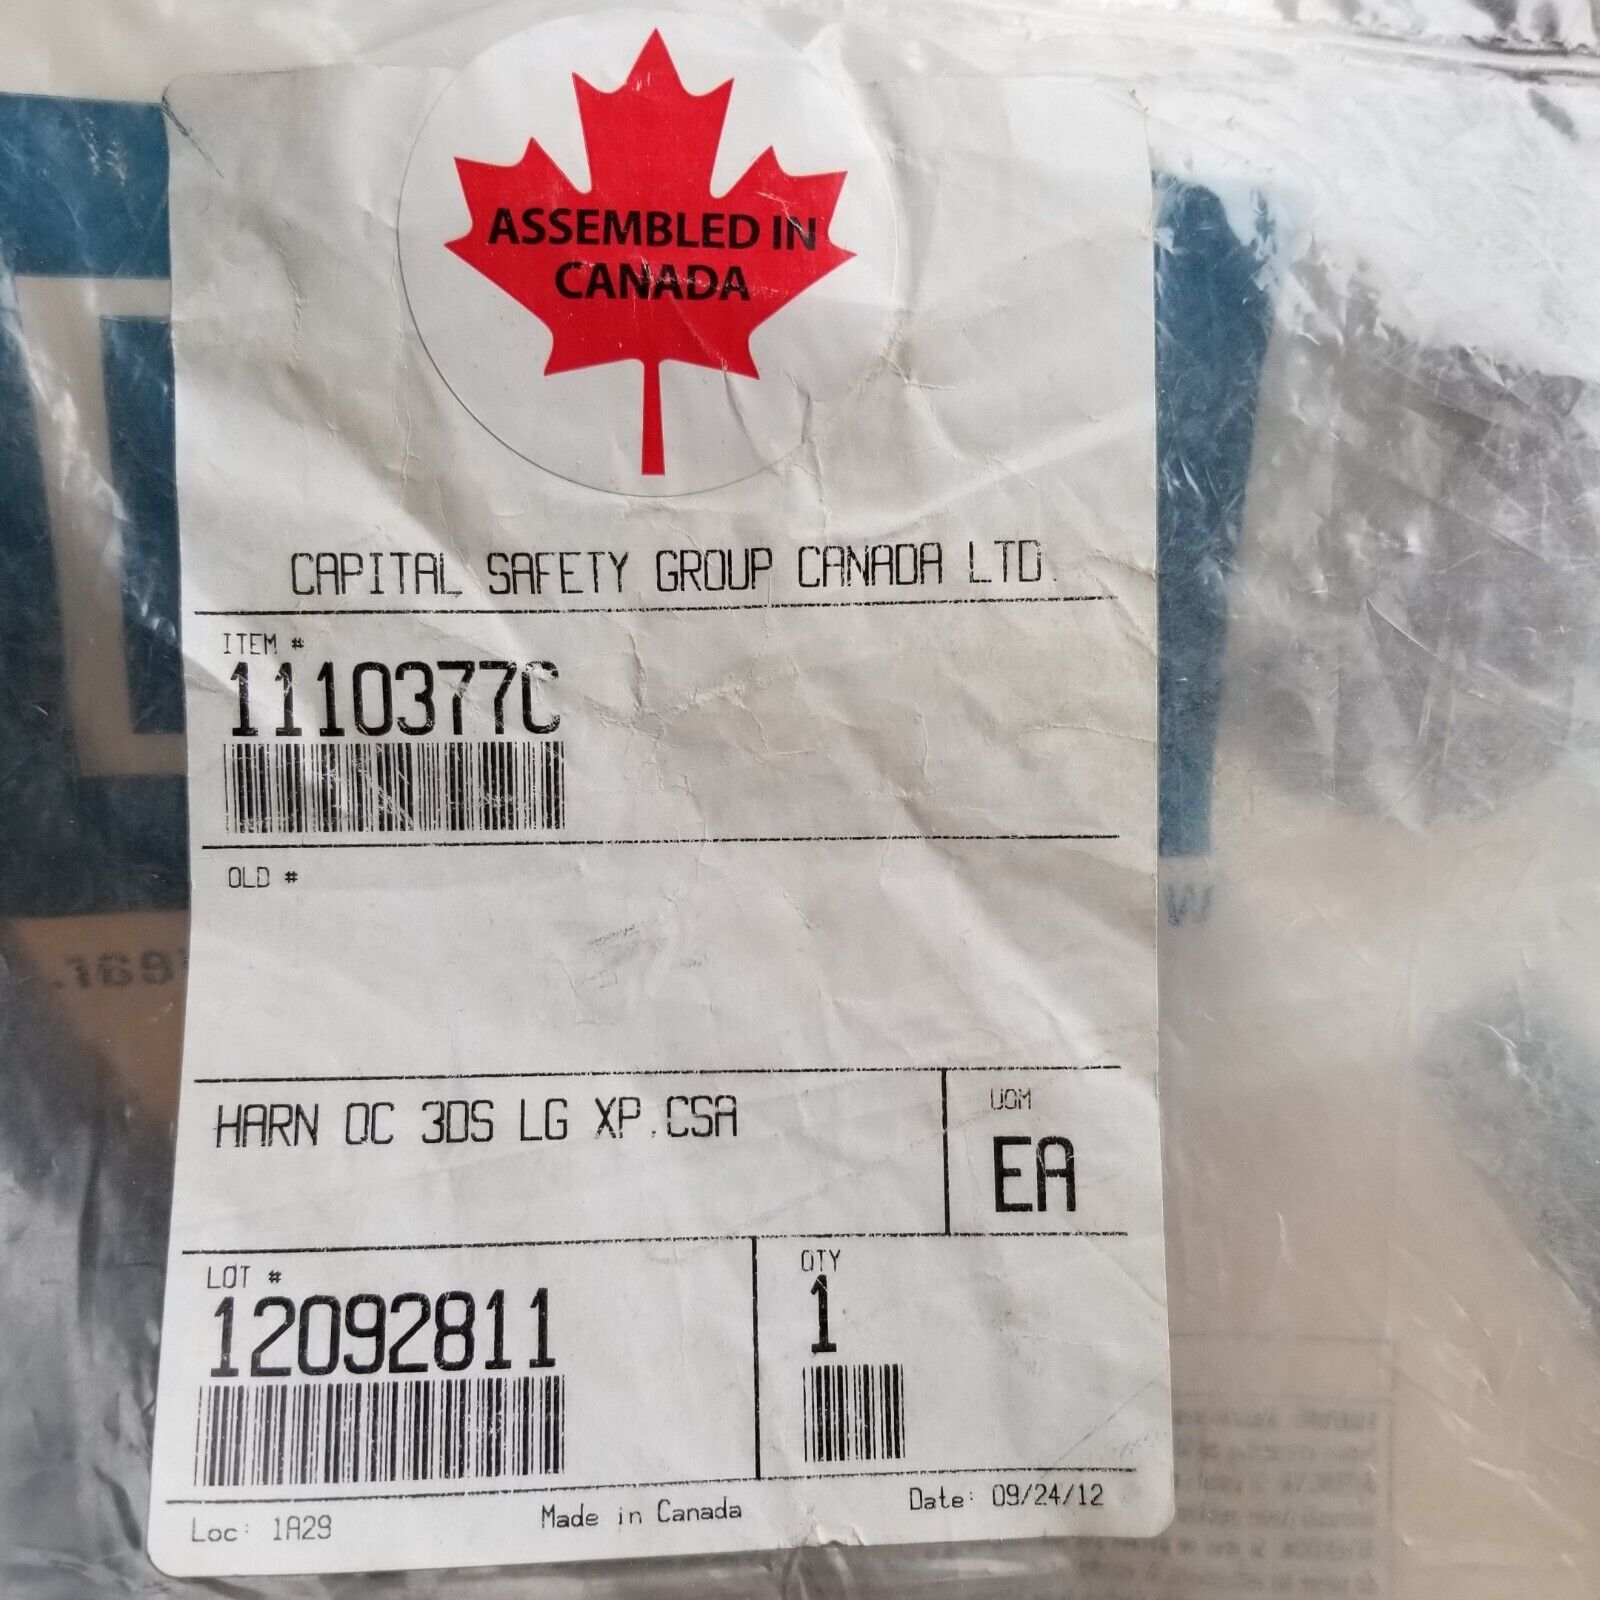 ASSEMBLED IN
CANADA
CAPITAL SAFETY GROUP CANADA LTD.
ITEM #
1110377C
OLD #
HARN QC 3DS LG XP,CSA
UOM
EA
LOT #
12092811
QTY
1
Loc: 1A29
Made in Canada
Date: 09/24/12